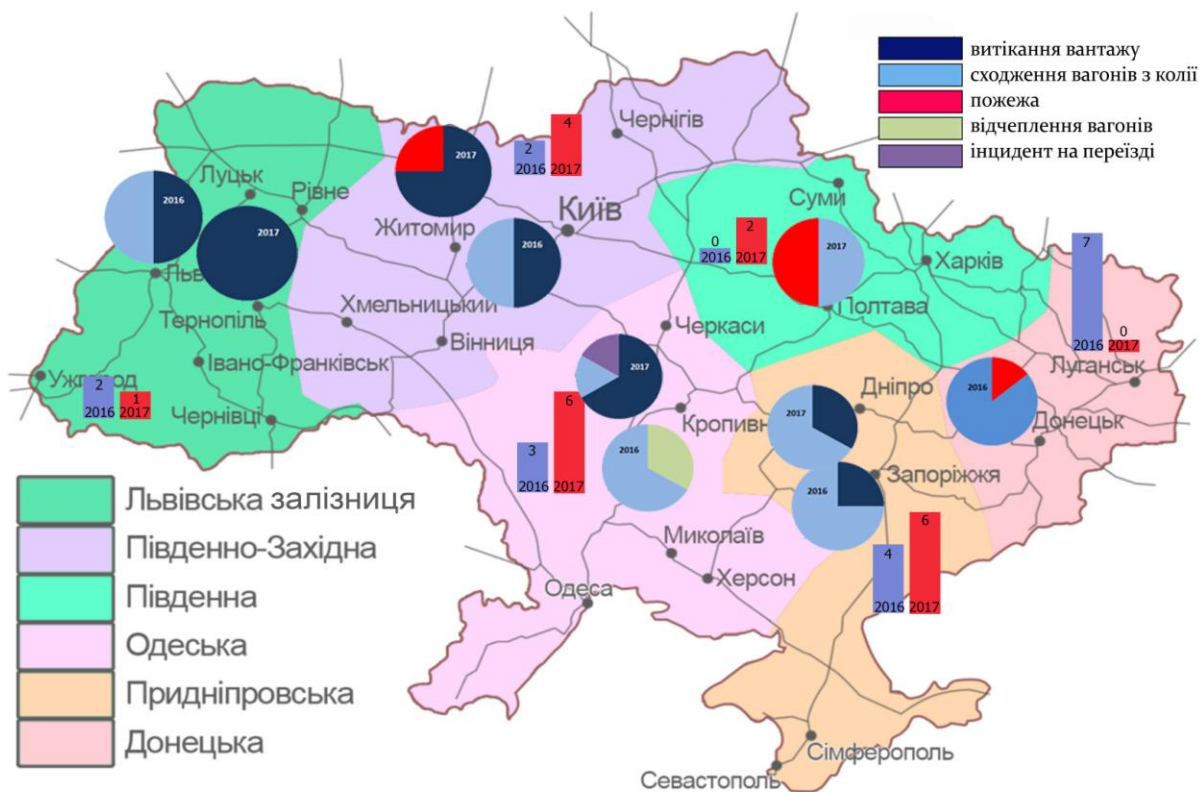 витікання вантажу
сходження вагонів з колії
пожежа
відчеплення вагонів
інцидент на переїзді
Чернігів
4
2
2016
2017
2017
Суми
Луцьк
Рівне
2016
Київ
Житомир
2017
2016
0
2
2016
2017
2017
7
0
2016
2017
Харків
Льв
Тернопіль
Хмельницький
Вінниця
Черкаси
Полтава
Івано-Франківськ
Ужгород
2
1
2016
2017
Чернівці
2017
6
3
2016
2017
2016
Кропивн
2017
Дніпро
2016
Луганськ
Донецьк
Запоріжжя
2016
Миколаїв
Херсон
Одеса
4
6
2016
2017
Сімферополь
Севастополь
Львівська залізниця
Південно-Західна
Південна
Одеська
Придніпровська
Донецька